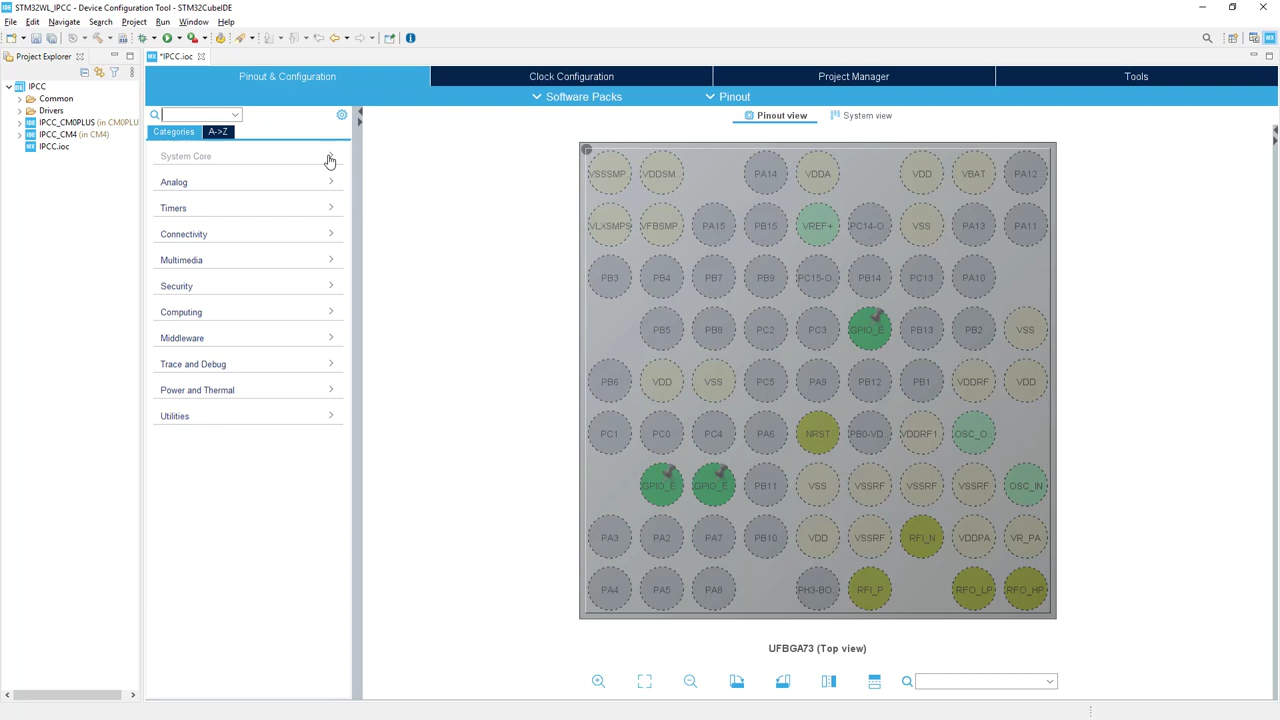 STM32WL_IPCC - Device Configuration Tool - STM32CubeIDE
File Edit Navigate Search Project Run Window Help
Project Explorer
*IPCC.ioc
IPCC
Common
Drivers
IPCC_CM0PLUS (in CM0PLU
IPCC_CM4 (in CM4)
IPCC.ioc
Pinout & Configuration Clock Configuration Project Manager Tools
Software Packs Pinout
Categories A->Z
System Core
Analog
Timers
Connectivity
Multimedia
Security
Computing
Middleware
Trace and Debug
Power and Thermal
Utilities
Pinout view System view
VSSSMP. VDDSM. PA14 VDDA VDD VBAT PA12
VLXSMPS VFBSMP. PA15 PB15 VREF+ PC14-O. VSS PA13 PA11
PB3 PB4 PB7 PB9 PC15-O. PB14 PC13 PA10
PB5 PB8 PC2 PC3 GPIO_E PB13 PB2 VSS
PB6 VDD VSS PC5 PA9 PB12 PB1 VDDRF VDD
PC1 PC0 PC4 PA6 NRST PB0-VD. VDDRF1 OSC_O.
GPIO_E GPIO_E PB11 VSS VSSRF VSSRF VSSRF OSC_IN
PA3 PA2 PA7 PB10 VDD VSSRF RFI_N VDDPA VR_PA
PA4 PA5 PA8 PH3-BO. RFI_P RFO_LP RFO_HP
UFBGA73 (Top view)